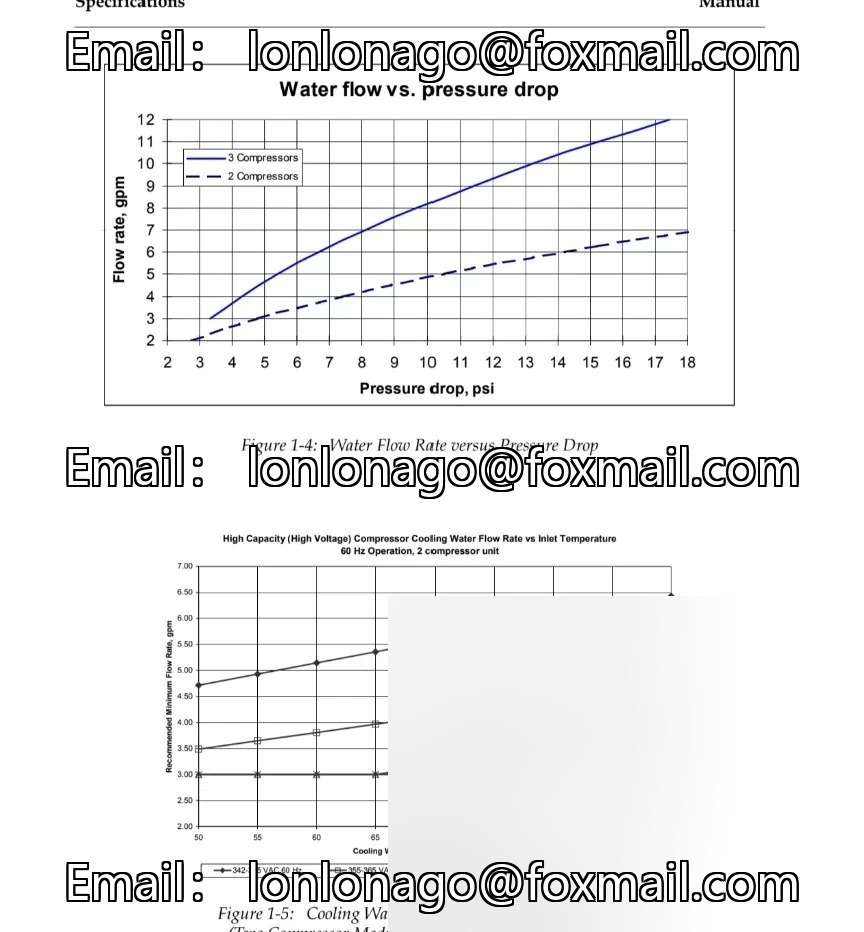 Specifications Manual
Email： lonlonago@foxmail.com
Water flow vs. pressure drop
12
11
10
9
8
7
6
5
4
3
2
3 Compressors
2 Compressors
Flow rate, gpm
2 3 4 5 6 7 8 9 10 11 12 13 14 15 16 17 18
Pressure drop, psi
Figure 1-4: Water Flow Rate versus Pressure Drop
Email： lonlonago@foxmail.com
High Capacity (High Voltage) Compressor Cooling Water Flow Rate vs Inlet Temperature
60 Hz Operation, 2 compressor unit
7.00
6.50
6.00
5.50
5.00
4.50
4.00
3.50
3.00
2.50
2.00
Recommended Minimum Flow Rate, gpm
50 55 60 65
Cooling
VAC 60 Hz
Email： lonlonago@foxmail.com
Figure 1-5: Cooling Wa